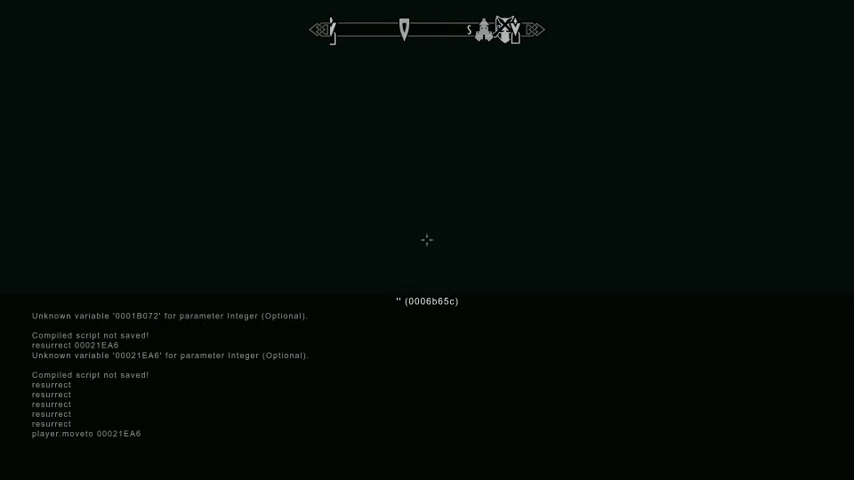 S
'' (0006b65c)
Unknown variable '0001B072' for parameter Integer (Optional).
Compiled script not saved!
resurrect 00021EA6
Unknown variable '00021EA6' for parameter Integer (Optional).
Compiled script not saved!
resurrect
resurrect
resurrect
resurrect
resurrect
player.moveto 00021EA6